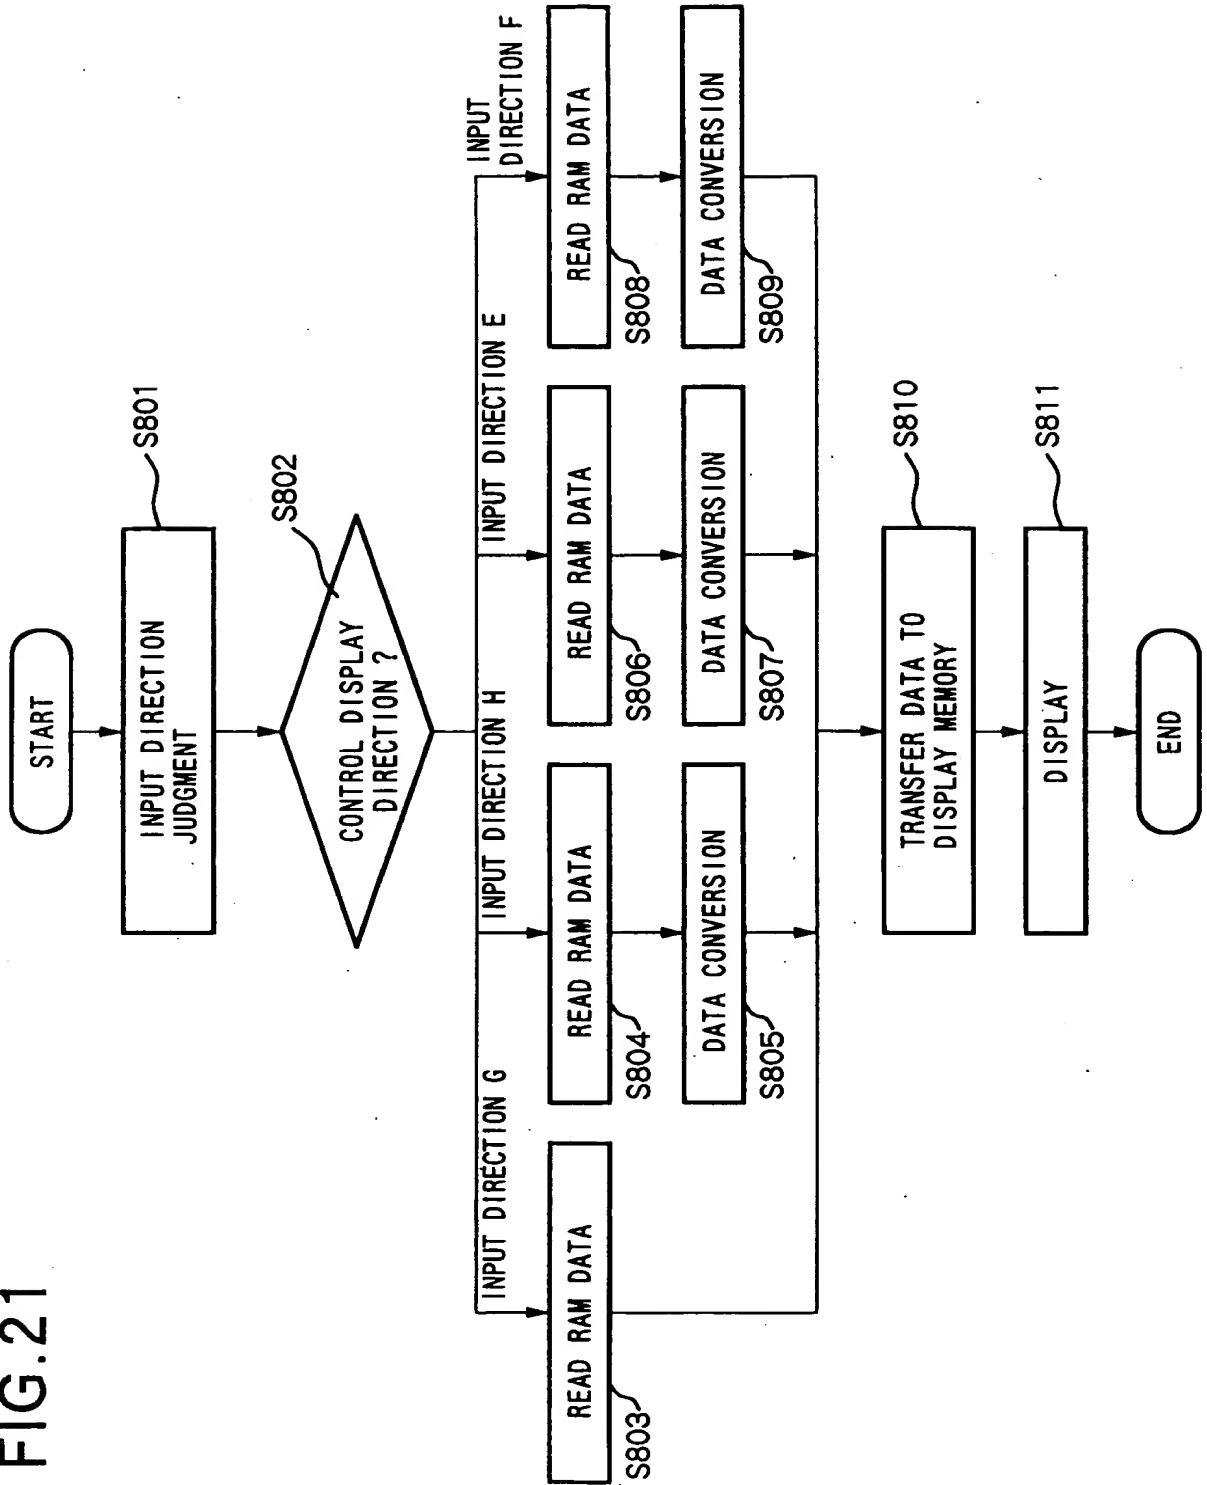 FIG.21
START
INPUT DIRECTION
JUDGMENT
S801
CONTROL DISPLAY
DIRECTION ?
S802
INPUT DIRECTION G
INPUT DIRECTION H
INPUT DIRECTION E
INPUT
DIRECTION F
READ RAM DATA
S803
READ RAM DATA
S804
READ RAM DATA
S806
READ RAM DATA
S808
DATA CONVERSION
S805
DATA CONVERSION
S807
DATA CONVERSION
S809
TRANSFER DATA TO
DISPLAY MEMORY
S810
DISPLAY
S811
END